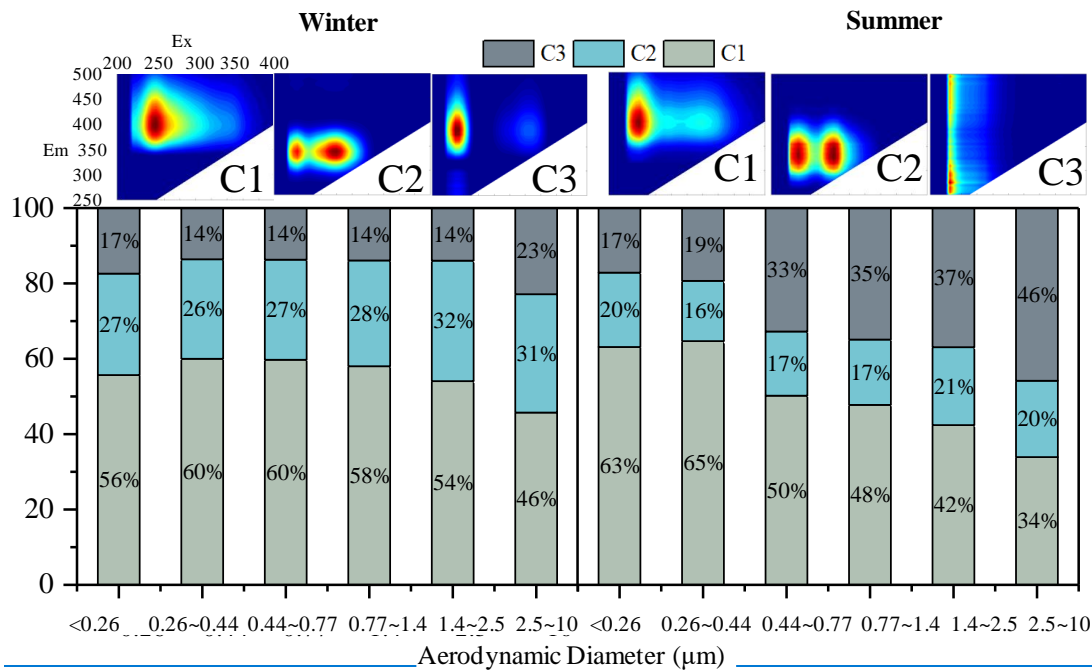 Winter Summer
Ex
200 250 300 350 400
C3 C2 C1
500
450
400
Em 350
300
250
C1 C2 C3 C1 C2 C3
100
80
60
40
20
0
17% 14% 14% 14% 14% 23% 17% 19% 33% 35% 37% 46%
27% 26% 27% 28% 32% 31% 20% 16% 17% 17% 21% 20%
56% 60% 60% 58% 54% 46% 63% 65% 50% 48% 42% 34%
<0.26 0.26~0.44 0.44~0.77 0.77~1.4 1.4~2.5 2.5~10 <0.26 0.26~0.44 0.44~0.77 0.77~1.4 1.4~2.5 2.5~10
Aerodynamic Diameter (μm)